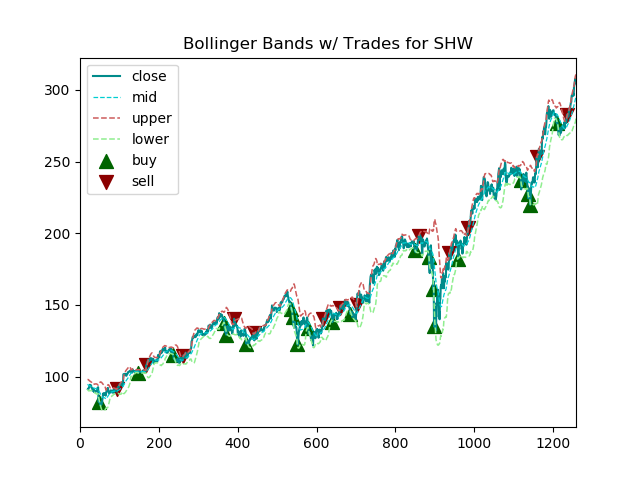 Bollinger Bands w/ Trades for SHW
close
mid
upper
lower
buy
sell
300
250
200
150
100
0 200 400 600 800 1000 1200